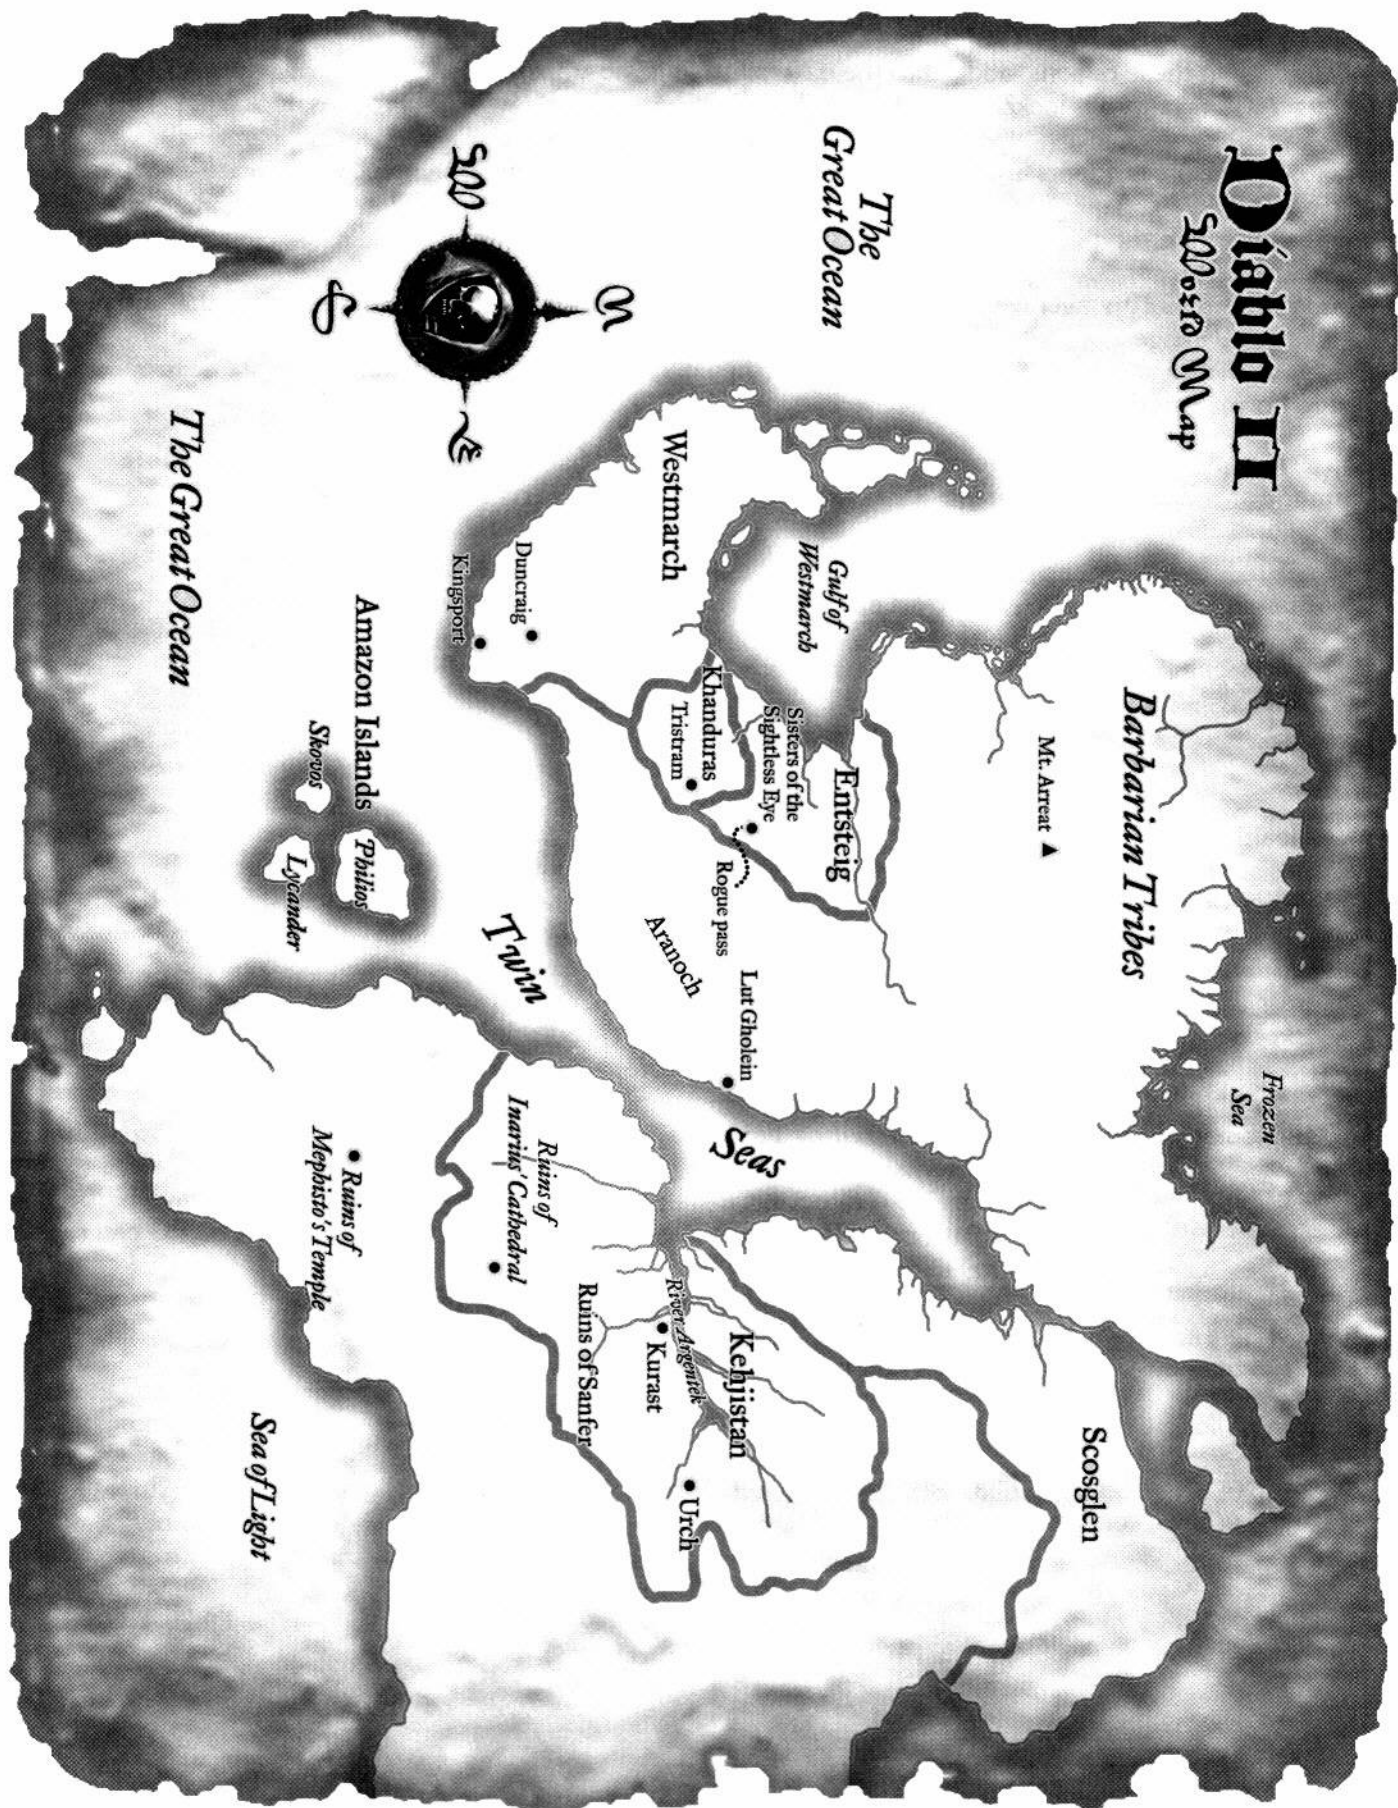 Diablo II
World Map
The
Great Ocean
Barbarian Tribes
Frozen
Sea
Mt. Arreat
Scosglen
Gulf of
Westmarch
Entsteig
Sisters of the
Sightless Eye
Westmarch
Khanduras
Tristram
Rogue pass
Lut Gholein
Aranoch
Duncraig
Kingsport
Twin
Seas
Kehjistan
River Argentek
Kurast
Urch
Ruins of Sanfer
Ruins of
Inarius' Cathedral
N
W
E
S
Amazon Islands
Philios
Skovos
Lycander
Ruins of
Mephisto's Temple
The Great Ocean
Sea of Light